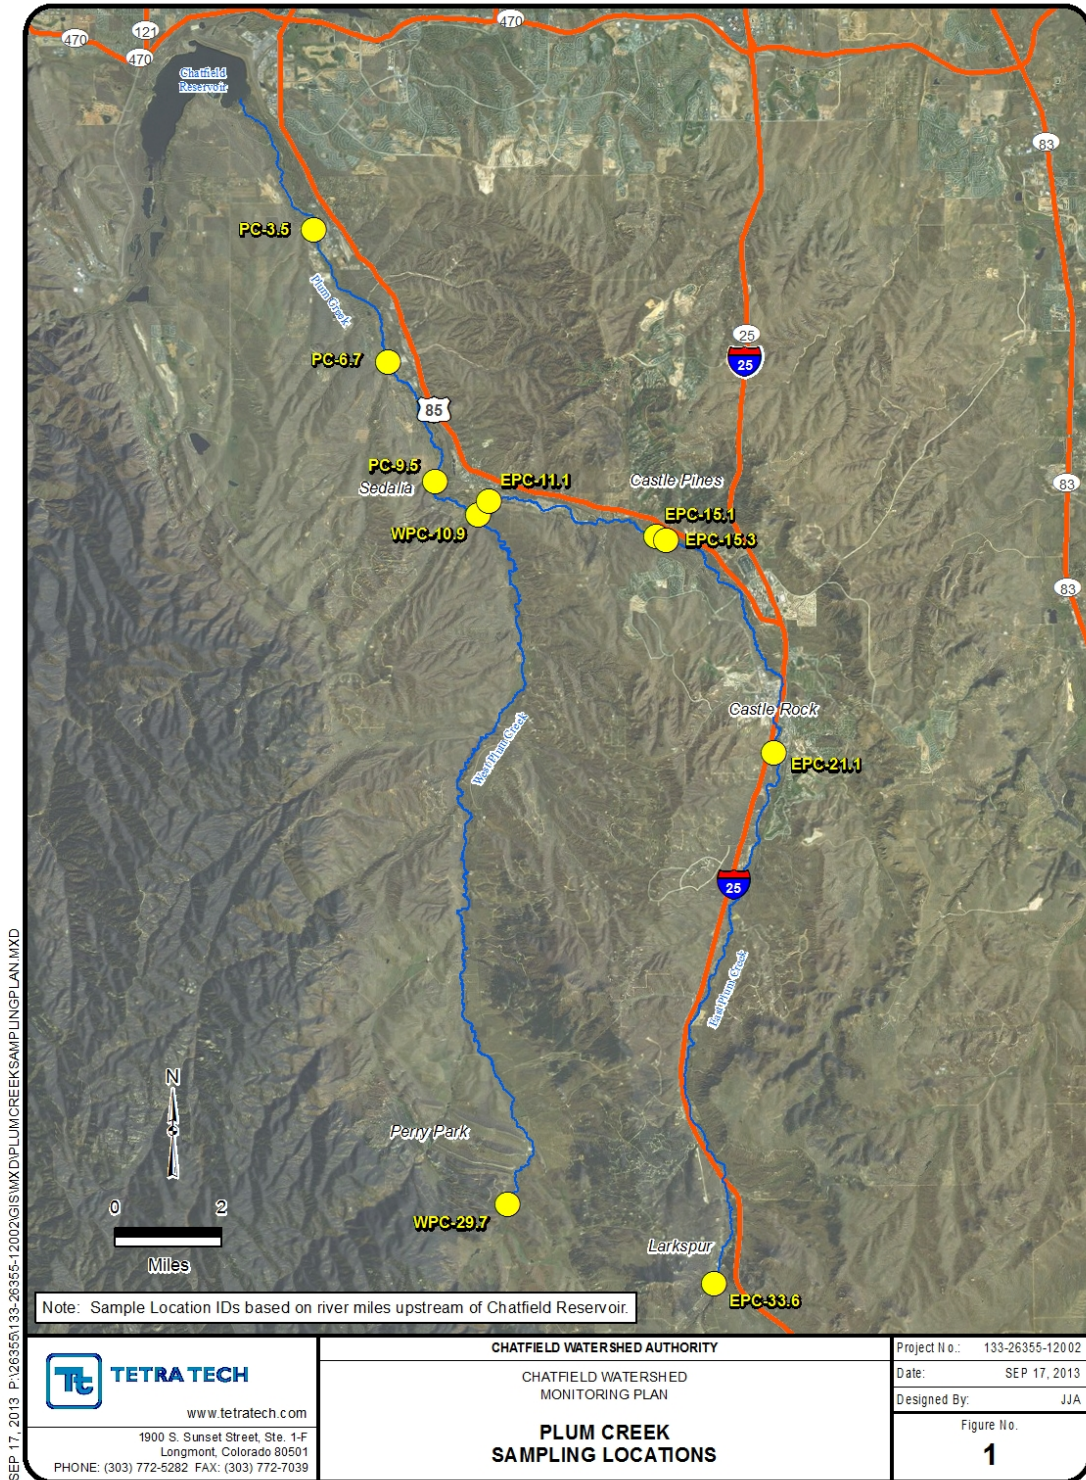 470
121
470
470
Chatfield
Reservoir
83
PC-3.5
Plum Creek
25
25
PC-6.7
85
PC-9.5
Sedalia
EPC-11.1
Castle Pines
83
WPC-10.9
EPC-15.1
EPC-15.3
83
Castle Rock
West Plum Creek
EPC-21.1
25
East Plum Creek
N
Perry Park
0 2
Miles
WPC-29.7
Larkspur
EPC-33.6
Note: Sample Location IDs based on river miles upstream of Chatfield Reservoir.
SEP 17, 2013 P:\26355\133-26355-12002\GIS\MXD\PLUMCREEKSAMPLINGPLAN.MXD
Tt TETRA TECH
www.tetratech.com
1900 S. Sunset Street, Ste. 1-F
Longmont, Colorado 80501
PHONE: (303) 772-5282 FAX: (303) 772-7039
CHATFIELD WATERSHED AUTHORITY
CHATFIELD WATERSHED
MONITORING PLAN
PLUM CREEK
SAMPLING LOCATIONS
Project No.: 133-26355-12002
Date: SEP 17, 2013
Designed By: JJA
Figure No.
1